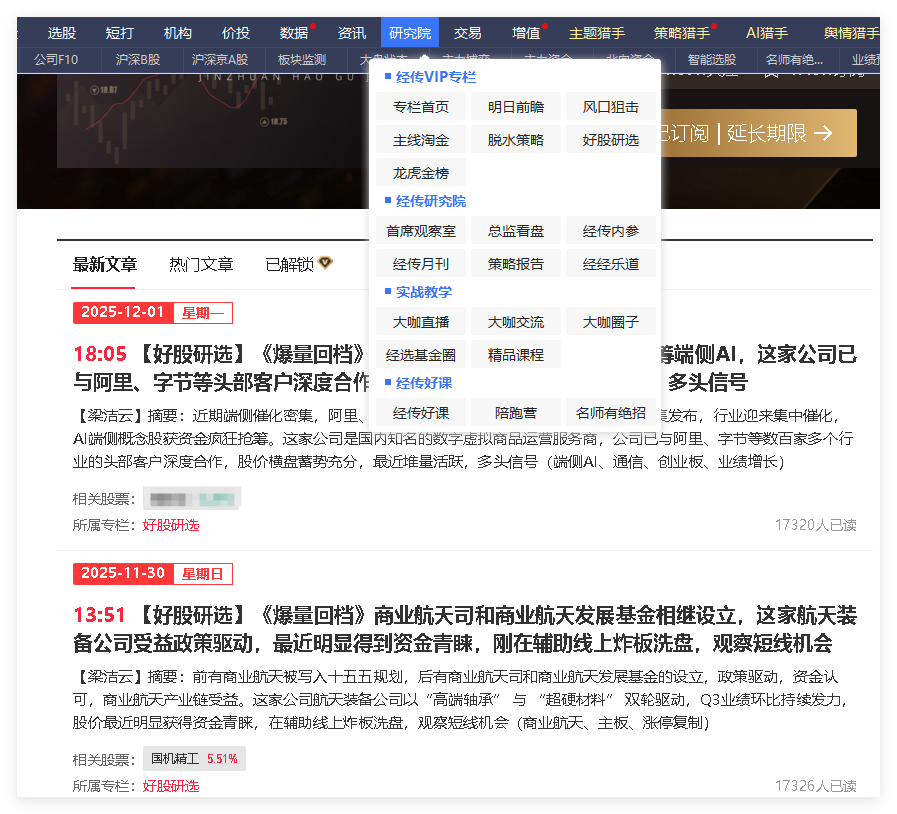 选股 短打 机构 价投 数据 资讯 研究院 交易 增值 主题猎手 策略猎手 AI猎手 舆情猎手
公司F10 沪深B股 沪深京A股 板块监测 智能选股 名师有绝...
JINZHUAN HAO GU
18.87
18.75
已订阅 | 延长期限 →
经传VIP专栏
专栏首页 明日前瞻 风口狙击
主线淘金 脱水策略 好股研选
龙虎金榜
经传研究院
首席观察室 总监看盘 经传内参
经传月刊 策略报告 经经乐道
实战教学
大咖直播 大咖交流 大咖圈子
经选基金圈 精品课程
经传好课
经传好课 陪跑营 名师有绝招
最新文章 热门文章 已解锁
2025-12-01 星期一
18:05 【好股研选】《爆量回档》 筹端侧AI，这家公司已
与阿里、字节等头部客户深度合作 多头信号
【梁洁云】摘要：近期端侧催化密集，阿里、 发布，行业迎来集中催化，
AI端侧概念股获资金疯狂抢筹。这家公司是国内知名的数字虚拟商品运营服务商，公司已与阿里、字节等数百家多个行
业的头部客户深度合作，股价横盘蓄势充分，最近堆量活跃，多头信号（端侧AI、通信、创业板、业绩增长）
相关股票：
所属专栏：好股研选 17320人已读
2025-11-30 星期日
13:51 【好股研选】《爆量回档》商业航天司和商业航天发展基金相继设立，这家航天装
备公司受益政策驱动，最近明显得到资金青睐，刚在辅助线上炸板洗盘，观察短线机会
【梁洁云】摘要：前有商业航天被写入十五五规划，后有商业航天司和商业航天发展基金的设立，政策驱动，资金认
可，商业航天产业链受益。这家公司航天装备公司以“高端轴承” 与 “超硬材料” 双轮驱动，Q3业绩环比持续发力，
股价最近明显获得资金青睐，在辅助线上炸板洗盘，观察短线机会（商业航天、主板、涨停复制）
相关股票： 国机精工 5.51%
所属专栏：好股研选 17326人已读